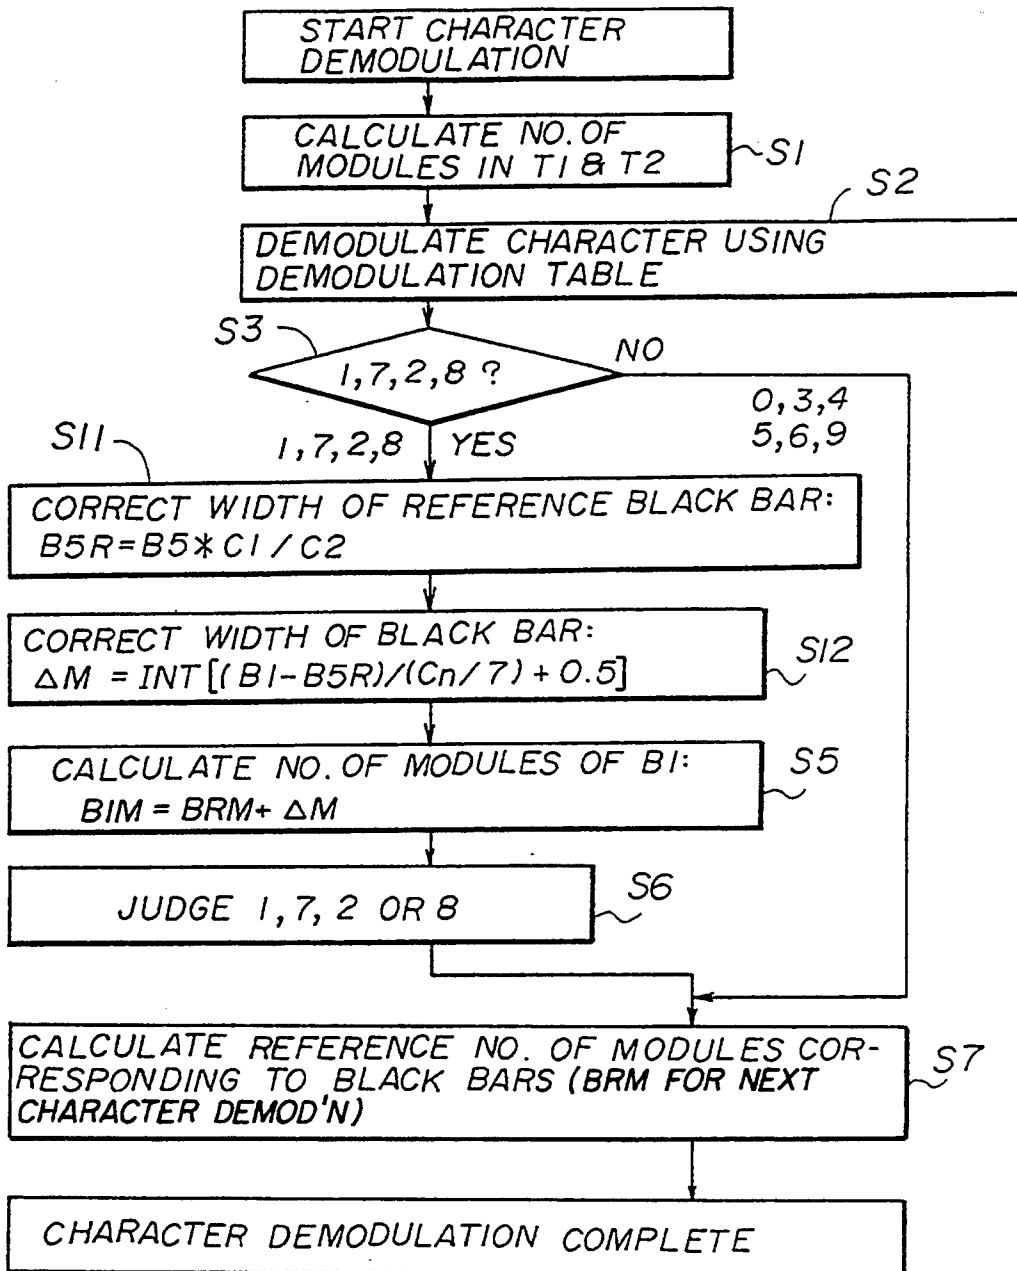 START CHARACTER
DEMODULATION
CALCULATE NO. OF
MODULES IN T1 & T2
S1
S2
DEMODULATE CHARACTER USING
DEMODULATION TABLE
S3
1,7,2,8 ?
NO
0,3,4
5,6,9
S11
1,7,2,8 YES
CORRECT WIDTH OF REFERENCE BLACK BAR:
B5R=B5*C1/C2
CORRECT WIDTH OF BLACK BAR:
ΔM = INT[(B1-B5R)/(Cn/7)+0.5]
S12
CALCULATE NO. OF MODULES OF B1:
B1M = BRM+ ΔM
S5
JUDGE 1,7,2 OR 8
S6
CALCULATE REFERENCE NO. OF MODULES COR-
RESPONDING TO BLACK BARS (BRM FOR NEXT
CHARACTER DEMOD'N)
S7
CHARACTER DEMODULATION COMPLETE